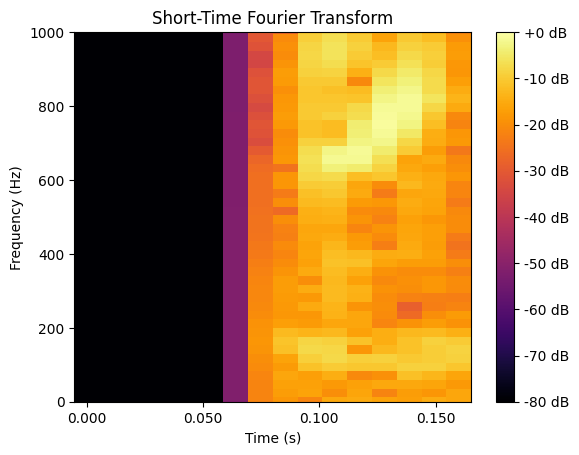 Short-Time Fourier Transform
1000
800
600
400
200
0
Frequency (Hz)
0.000
0.050
0.100
0.150
Time (s)
+0 dB
-10 dB
-20 dB
-30 dB
-40 dB
-50 dB
-60 dB
-70 dB
-80 dB